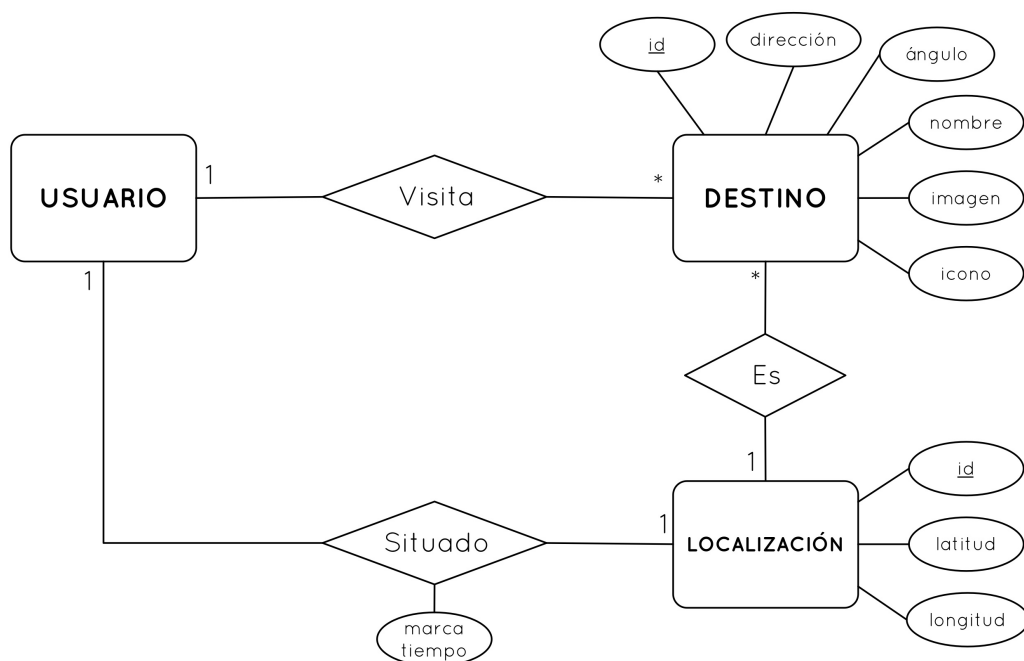 id
dirección
ángulo
nombre
USUARIO
1
Visita
*
DESTINO
imagen
icono
1
*
Es
1
id
1
Situado
LOCALIZACIÓN
latitud
longitud
marca
tiempo